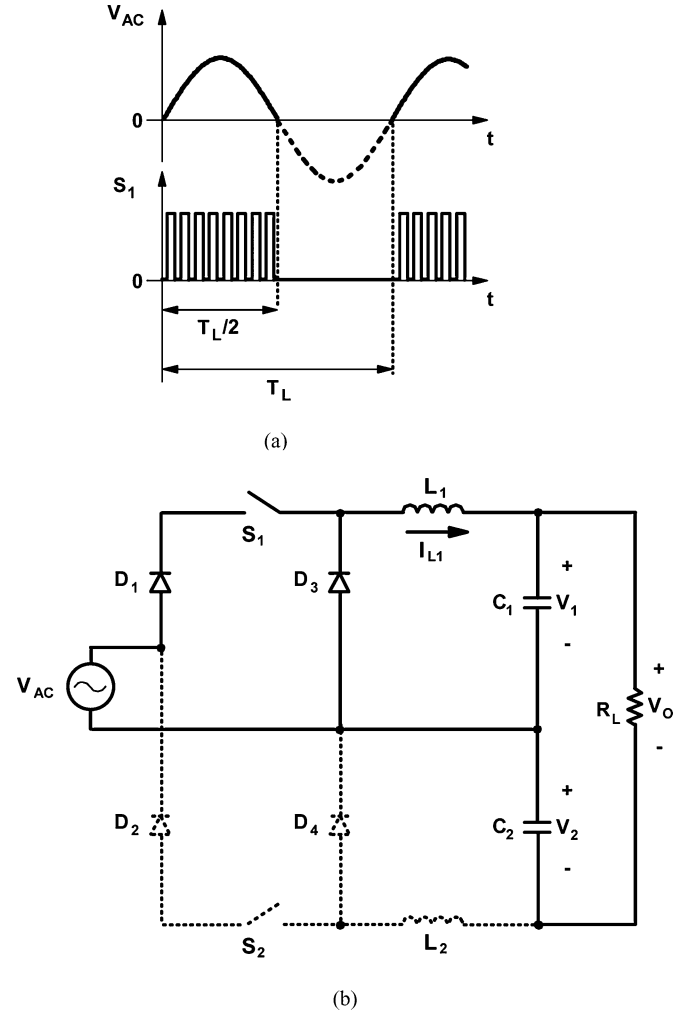 V_AC
0
t
S_1
0
t
T_L/2
T_L
(a)
L_1
S_1
I_L1
D_1
D_3
+
C_1
V_1
-
V_AC
+
R_L
V_O
-
+
D_2
D_4
C_2
V_2
-
S_2
L_2
(b)